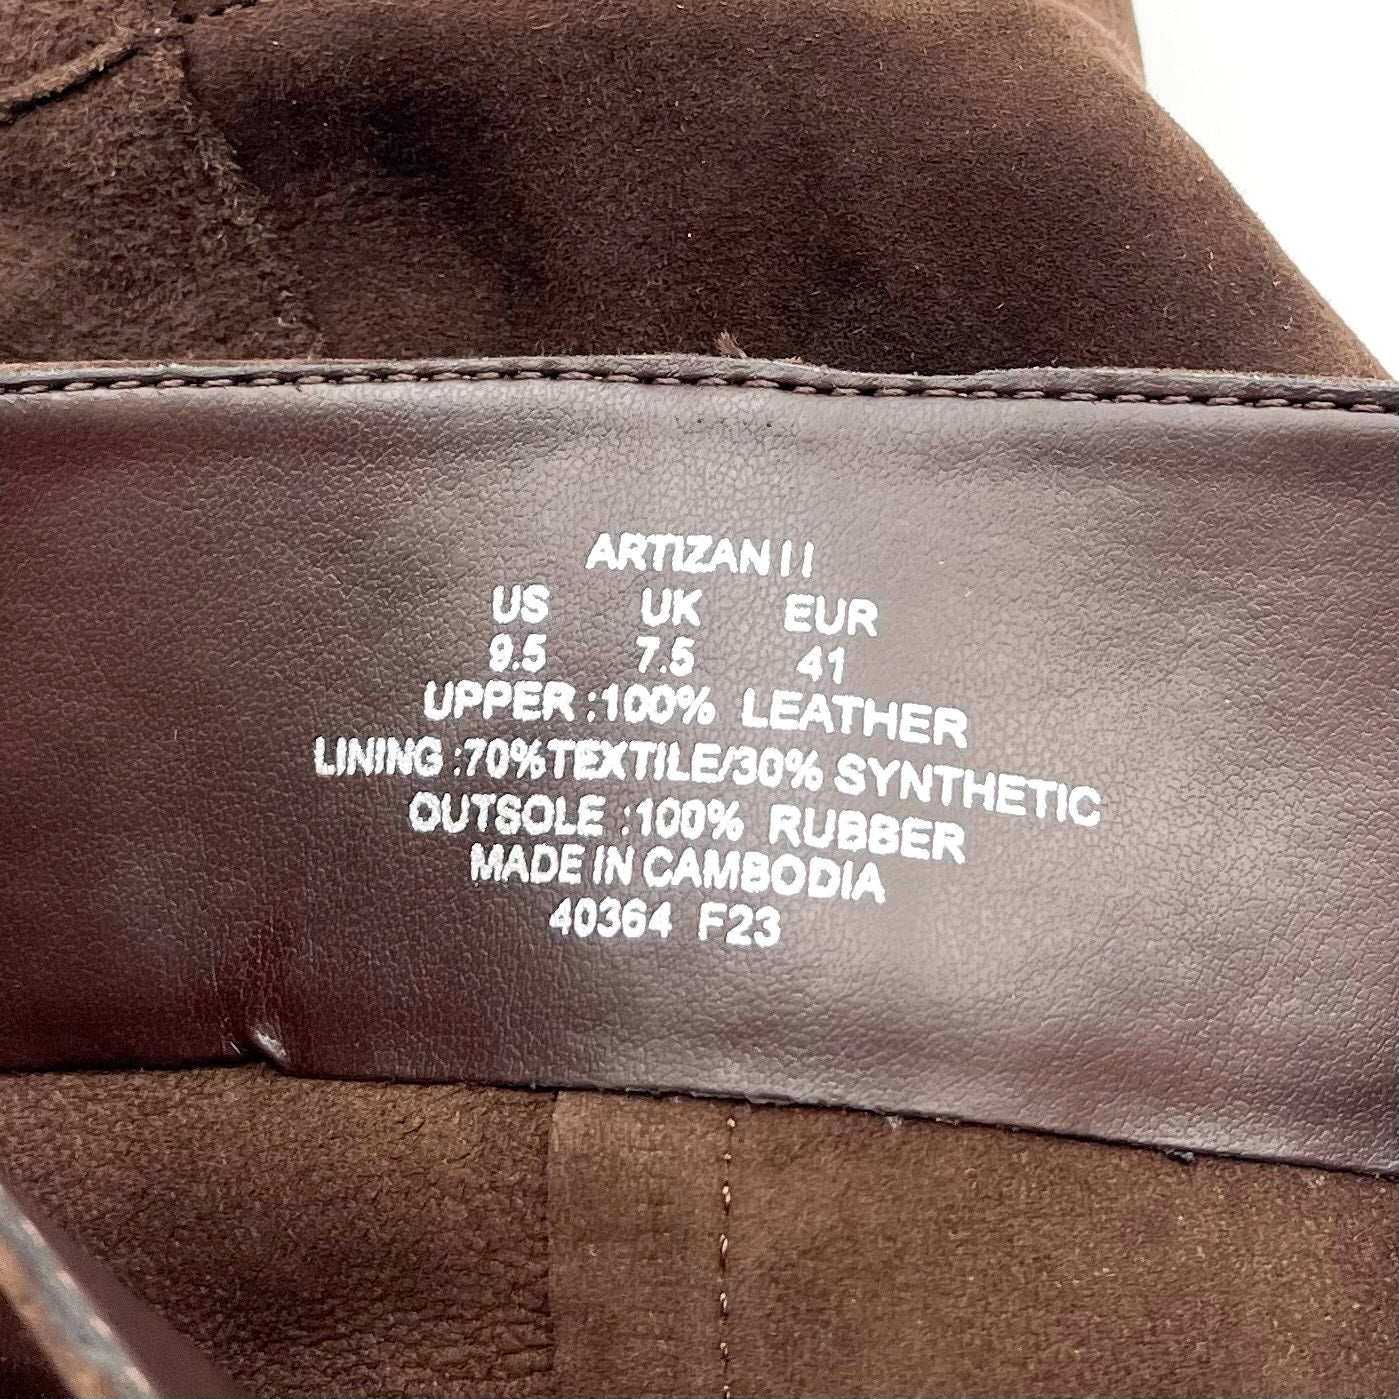 ARTIZAN II
US UK EUR
9.5 7.5 41
UPPER :100% LEATHER
LINING :70%TEXTILE/30% SYNTHETIC
OUTSOLE :100% RUBBER
MADE IN CAMBODIA
40364 F23